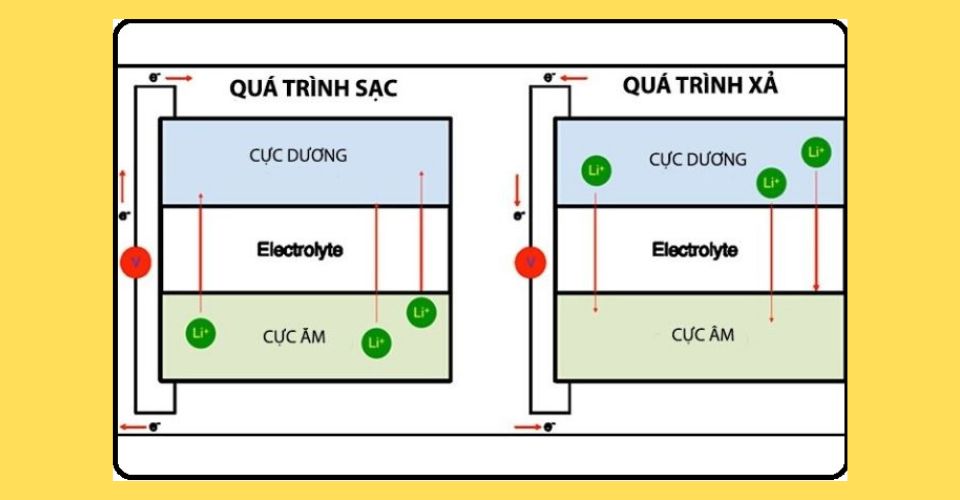 e- QUÁ TRÌNH SẠC
CỰC DƯƠNG
e-
Electrolyte
V
Li+
Li+
Li+
CỰC ĂM
e-
e- QUÁ TRÌNH XẢ
Li+
CỰC DƯƠNG
Li+
Li+
e-
Electrolyte
V
CỰC ÂM
e-